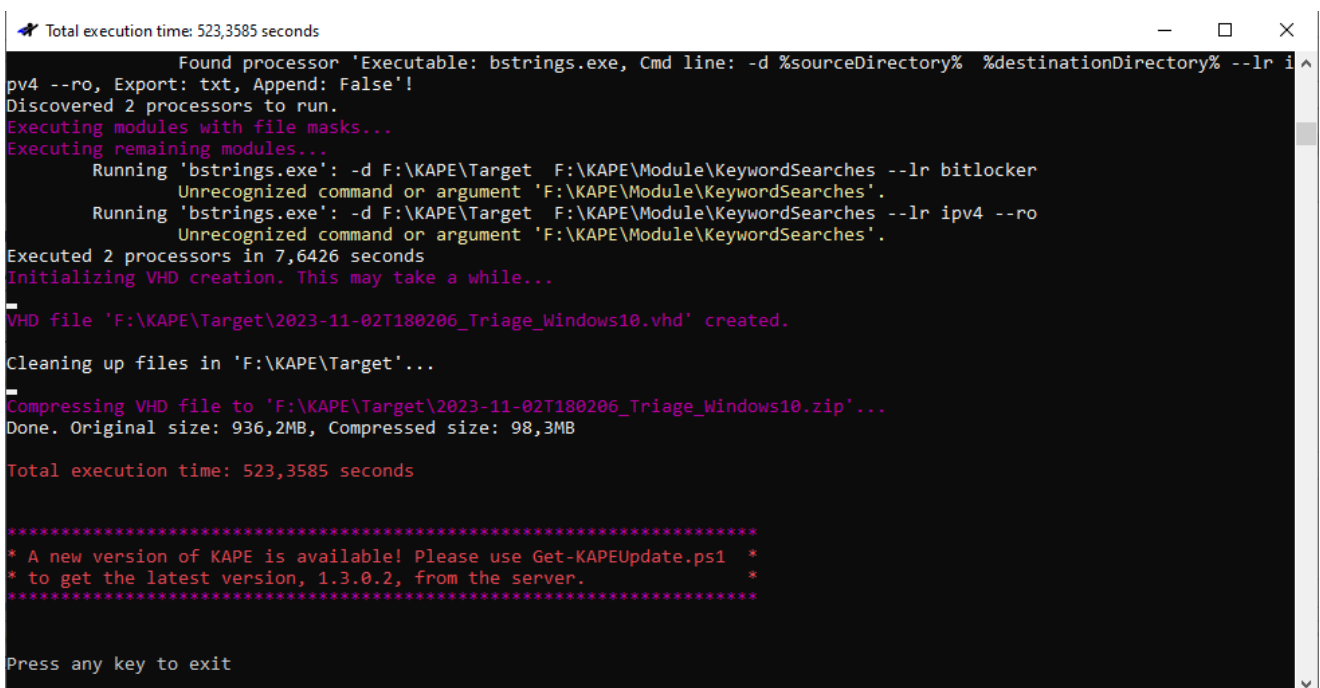 Total execution time: 523,3585 seconds
Found processor 'Executable: bstrings.exe, Cmd line: -d %sourceDirectory%  %destinationDirectory% --lr i
pv4 --ro, Export: txt, Append: False'!
Discovered 2 processors to run.
Executing modules with file masks...
Executing remaining modules...
Running 'bstrings.exe': -d F:\KAPE\Target  F:\KAPE\Module\KeywordSearches --lr bitlocker
Unrecognized command or argument 'F:\KAPE\Module\KeywordSearches'.
Running 'bstrings.exe': -d F:\KAPE\Target  F:\KAPE\Module\KeywordSearches --lr ipv4 --ro
Unrecognized command or argument 'F:\KAPE\Module\KeywordSearches'.
Executed 2 processors in 7,6426 seconds
Initializing VHD creation. This may take a while...
VHD file 'F:\KAPE\Target\2023-11-02T180206_Triage_Windows10.vhd' created.
Cleaning up files in 'F:\KAPE\Target'...
Compressing VHD file to 'F:\KAPE\Target\2023-11-02T180206_Triage_Windows10.zip'...
Done. Original size: 936,2MB, Compressed size: 98,3MB
Total execution time: 523,3585 seconds
**********************************************************************
* A new version of KAPE is available! Please use Get-KAPEUpdate.ps1  *
* to get the latest version, 1.3.0.2, from the server.               *
**********************************************************************
Press any key to exit